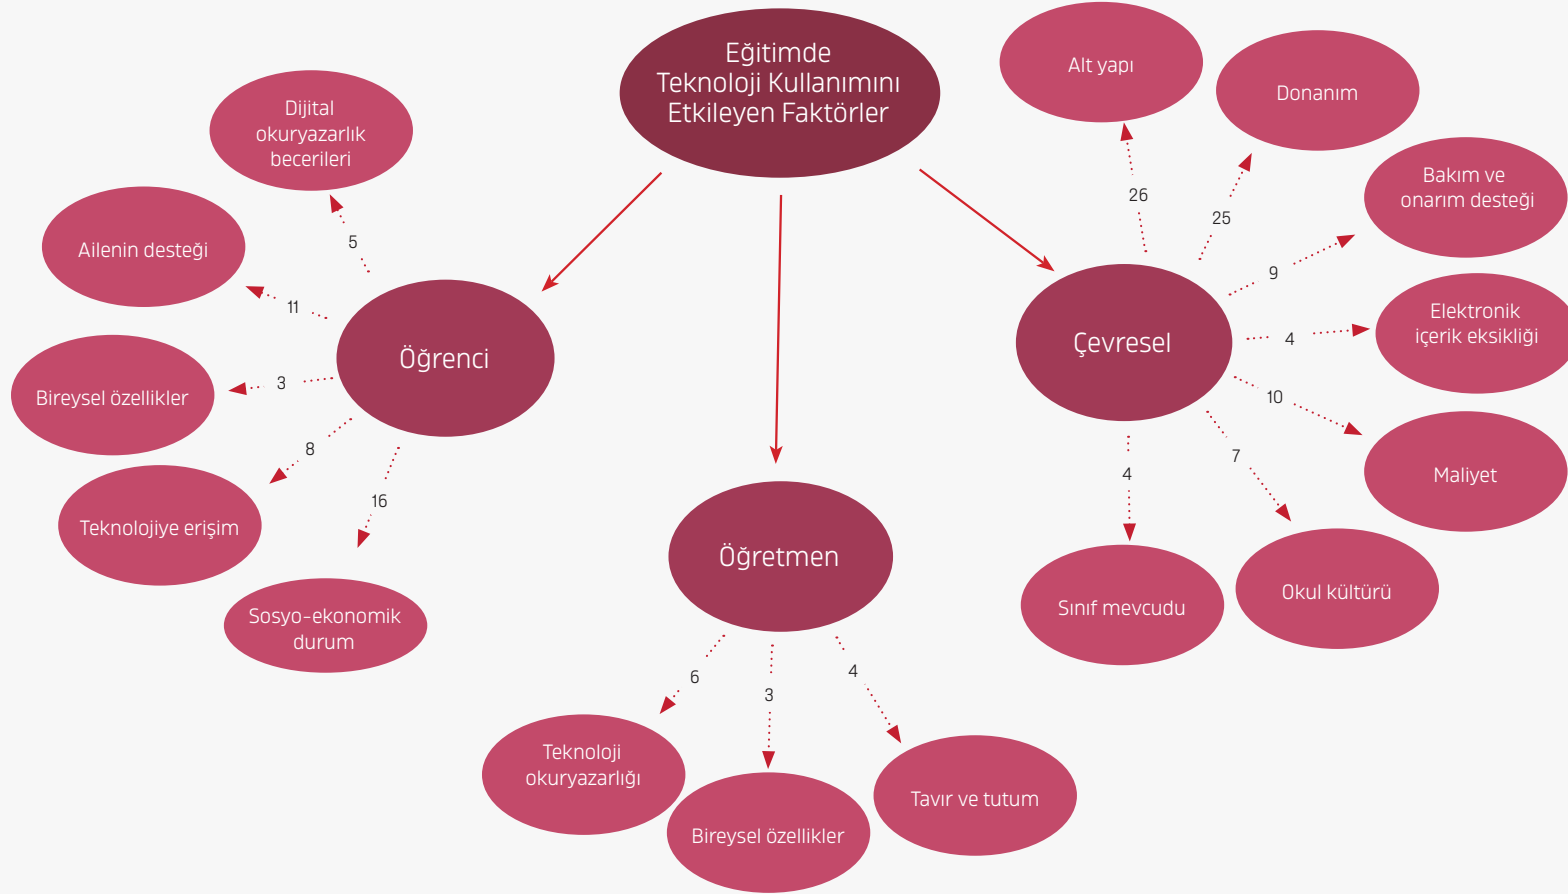 Eğitimde
Teknoloji Kullanımını
Etkileyen Faktörler
Öğrenci
5
Dijital
okuryazarlık
becerileri
11
Ailenin desteği
3
Bireysel özellikler
8
Teknolojiye erişim
16
Sosyo-ekonomik
durum
Öğretmen
6
Teknoloji
okuryazarlığı
3
Bireysel özellikler
4
Tavır ve tutum
Çevresel
26
Alt yapı
25
Donanım
9
Bakım ve
onarım desteği
4
Elektronik
içerik eksikliği
10
Maliyet
7
Okul kültürü
4
Sınıf mevcudu